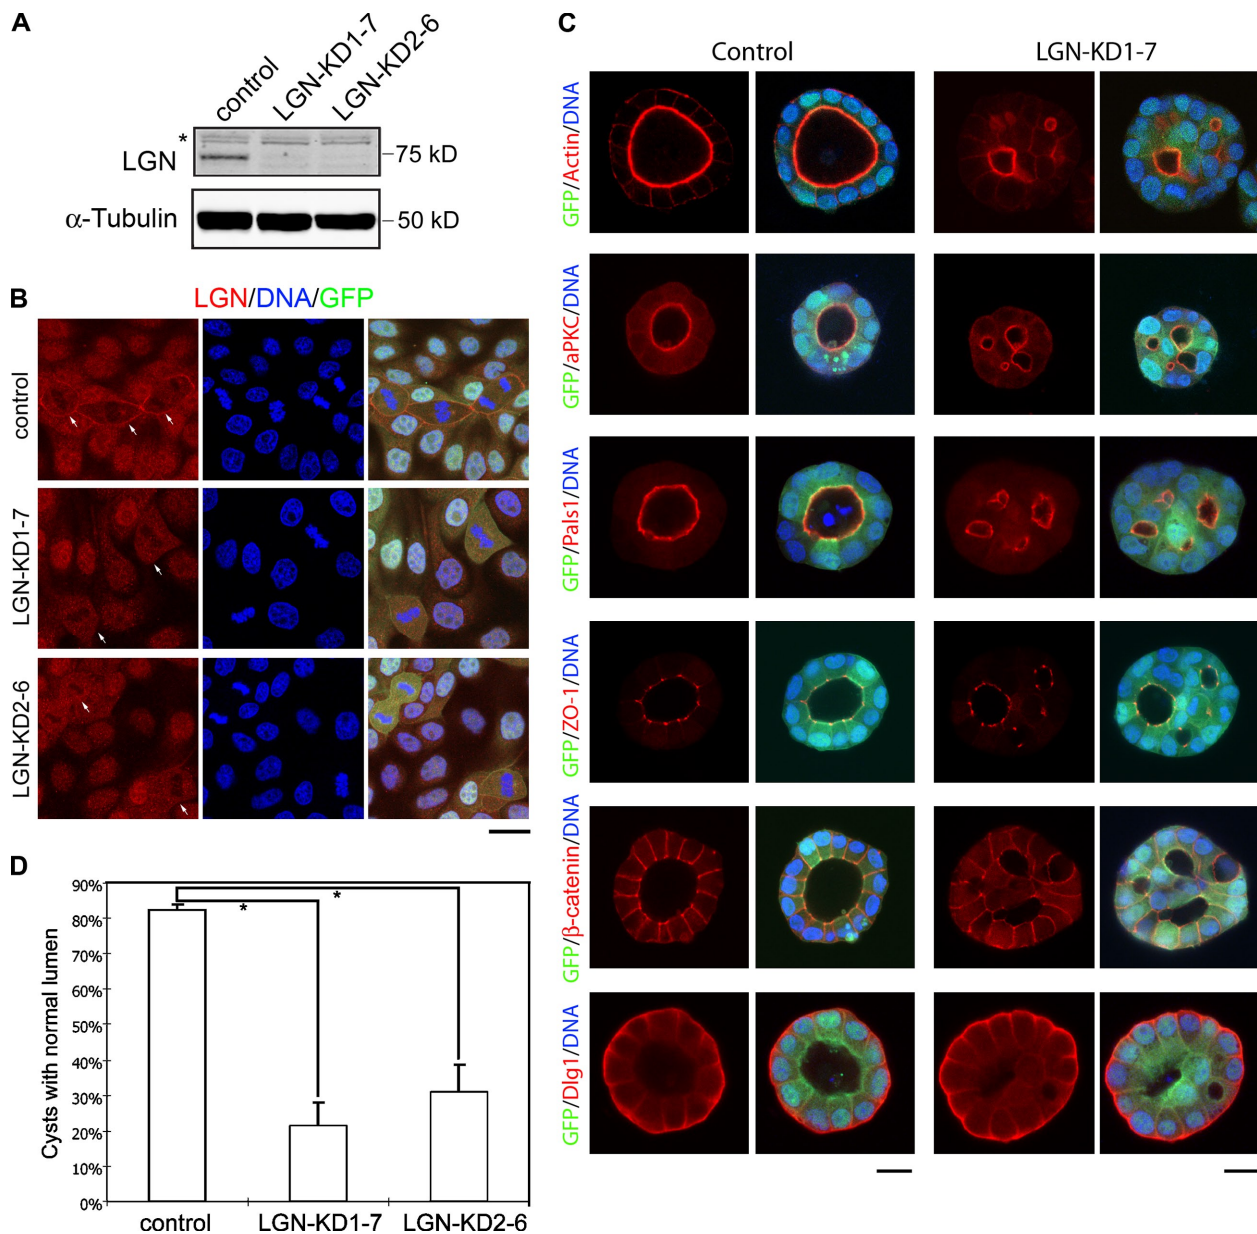 A
control
LGN-KD1-7
LGN-KD2-6
*
LGN
75 kD
α-Tubulin
50 kD
B
LGN/DNA/GFP
control
LGN-KD1-7
LGN-KD2-6
C
Control
LGN-KD1-7
GFP/Actin/DNA
GFP/aPKC/DNA
GFP/Pals1/DNA
GFP/ZO-1/DNA
GFP/β-catenin/DNA
GFP/Dlg1/DNA
D
Cysts with normal lumen
90%
80%
70%
60%
50%
40%
30%
20%
10%
0%
*
*
control
LGN-KD1-7
LGN-KD2-6